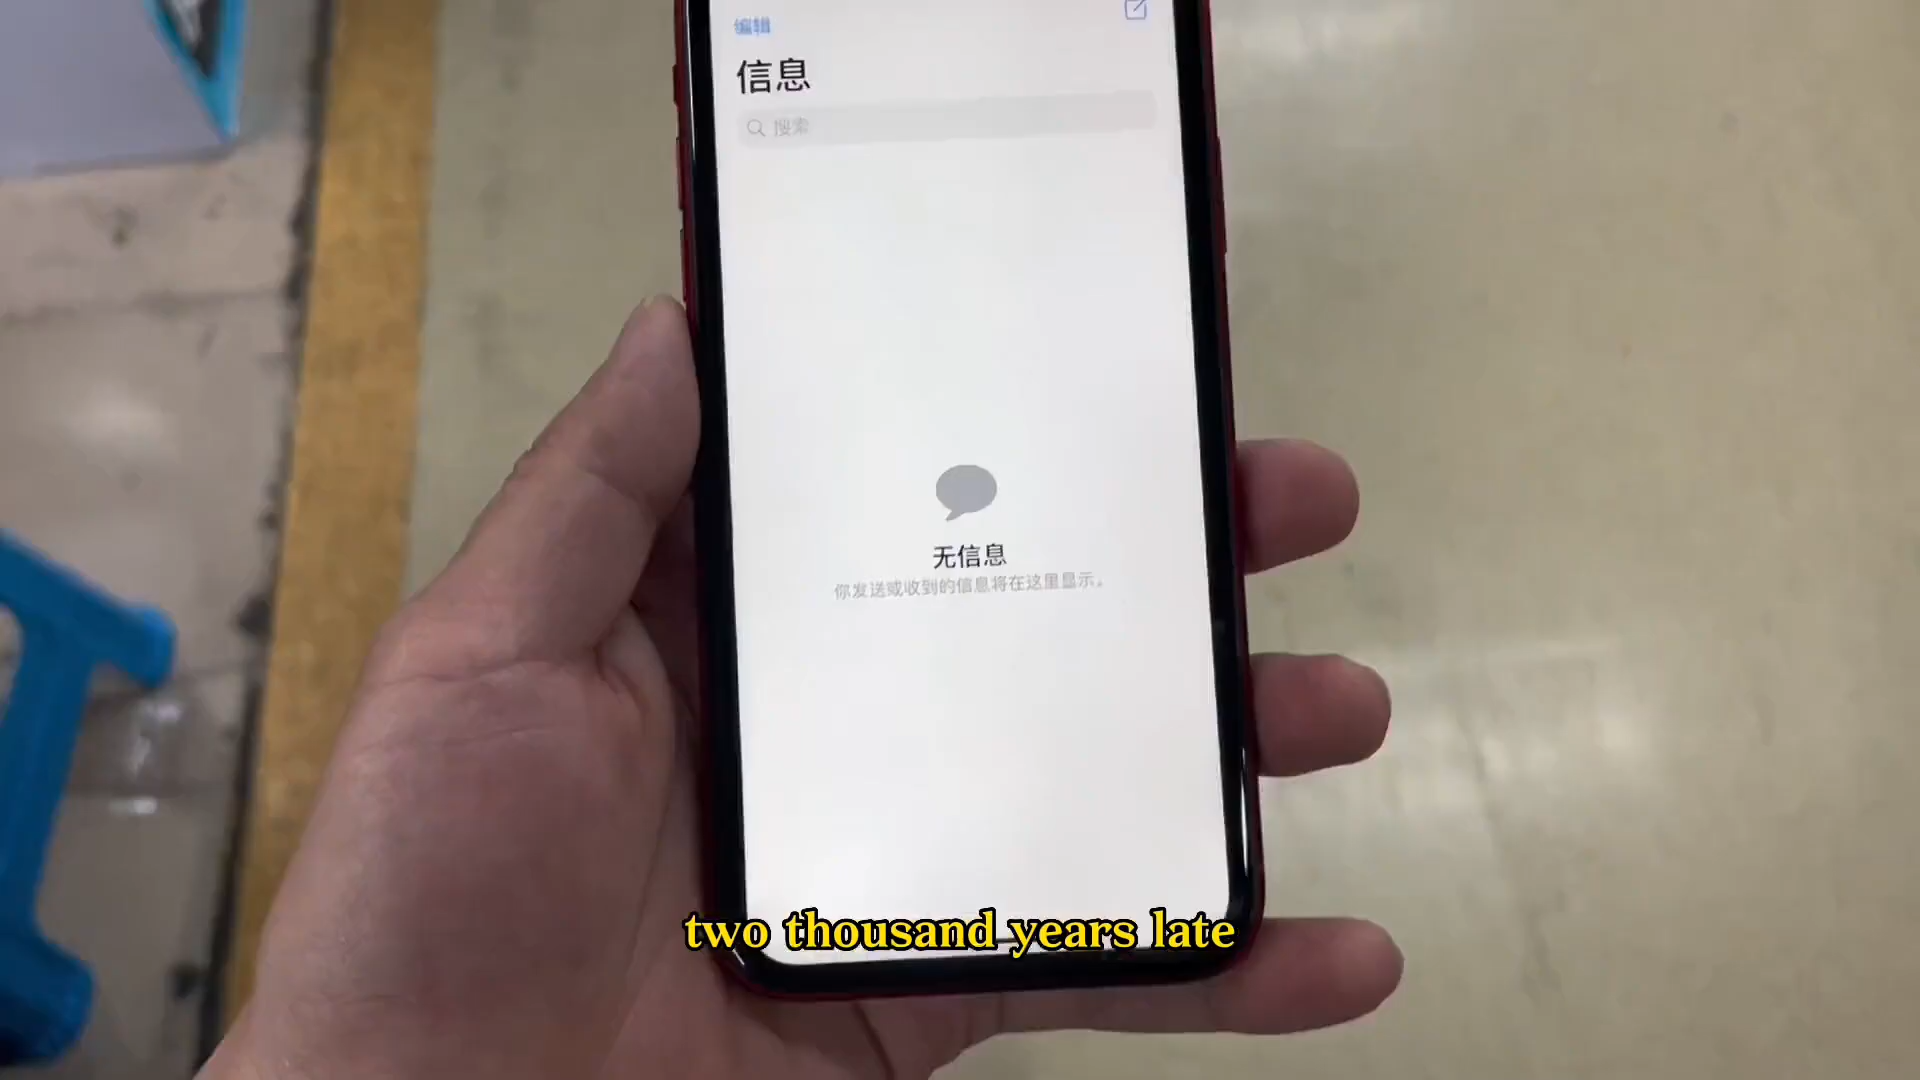 编辑
信息
搜索
无信息
你发送或收到的信息将在这里显示。
two thousand years late